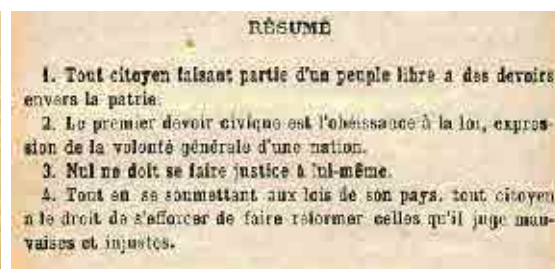 RÉSUMÉ
1. Tout citoyen faisant partie d'un peuple libre a des devoirs
envers la patrie.
2. Le premier devoir civique est l'obéissance à la loi, expres-
sion de la volonté générale d'une nation.
3. Nul ne doit se faire justice à lui-même.
4. Tout en se soumettant aux lois de son pays, tout citoyen
a le droit de s'efforcer de faire réformer celles qu'il juge mau-
vaises et injustes.